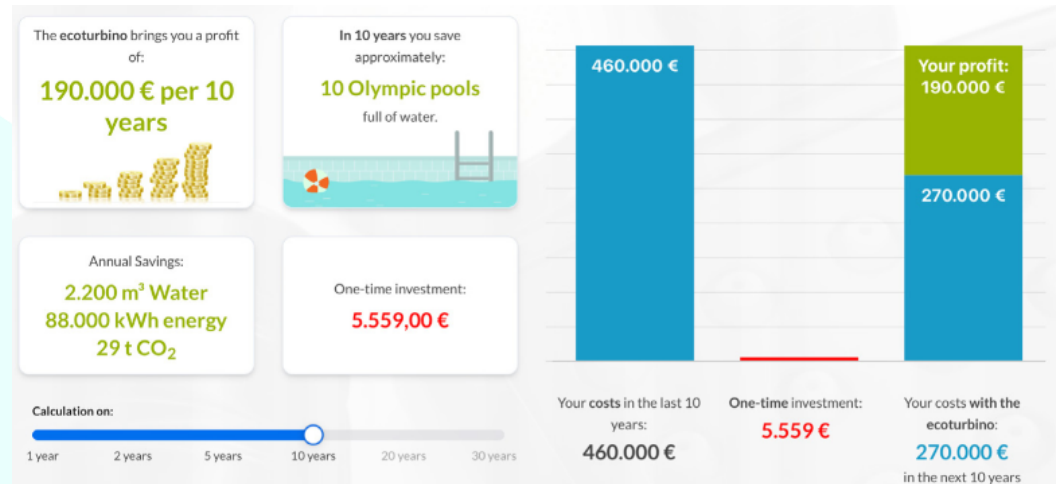 The ecoturbino brings you a profit
of:
190.000 € per 10
years
In 10 years you save
approximately:
10 Olympic pools
full of water.
Annual Savings:
2.200 m³ Water
88.000 kWh energy
29 t CO₂
One-time investment:
5.559,00 €
Calculation on:
1 year 2 years 5 years 10 years 20 years 30 years
460.000 €
Your profit:
190.000 €
270.000 €
Your costs in the last 10
years:
460.000 €
One-time investment:
5.559 €
Your costs with the
ecoturbino:
270.000 €
in the next 10 years